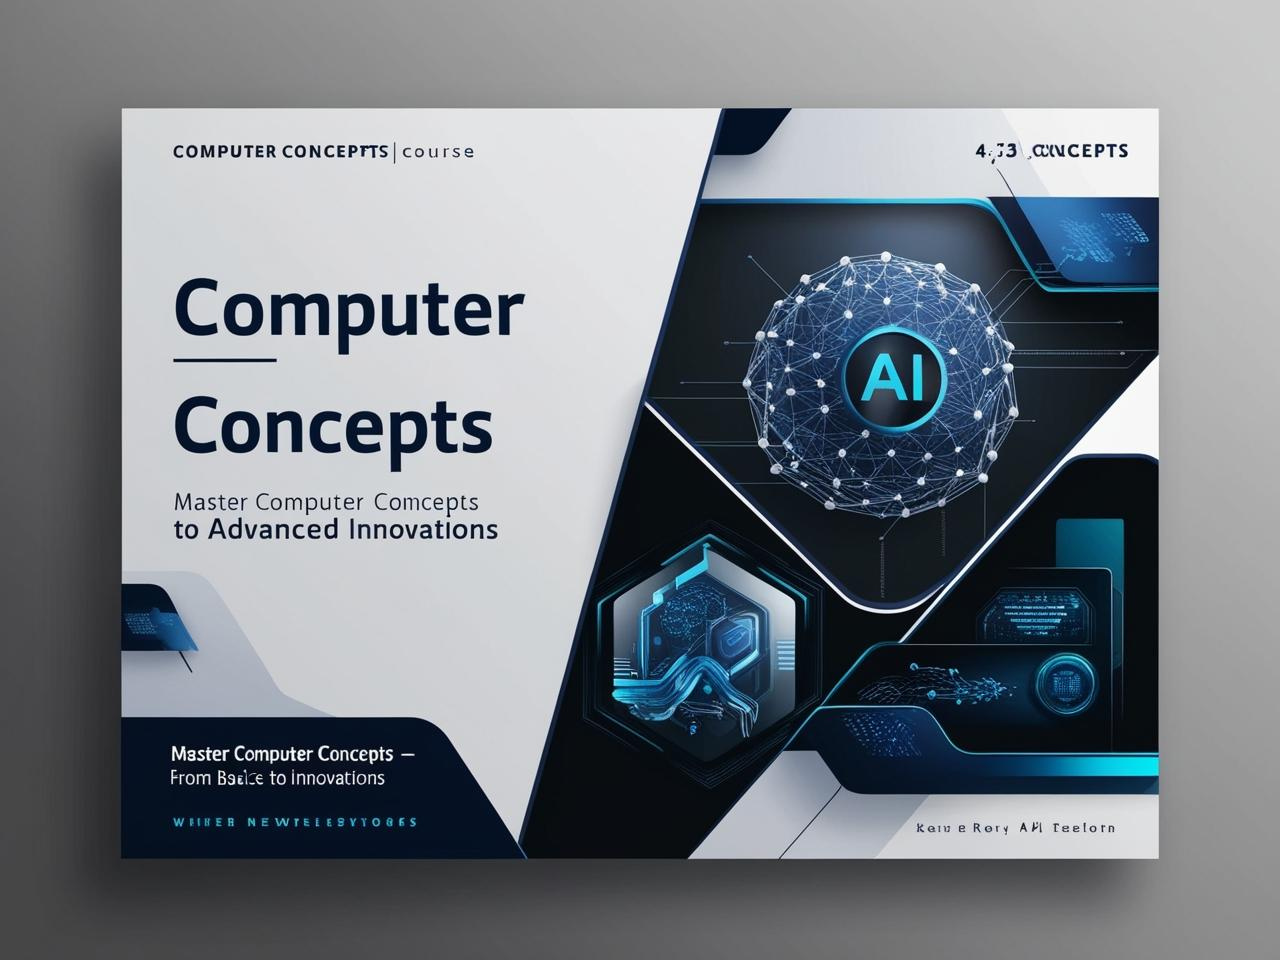 COMPUTER CONCEPTS | course
CONCEPTS
Computer
Concepts
Master Computer Comcepts
to Advanced Innovations
AI
Master Computer Concepts —
From to Innovations